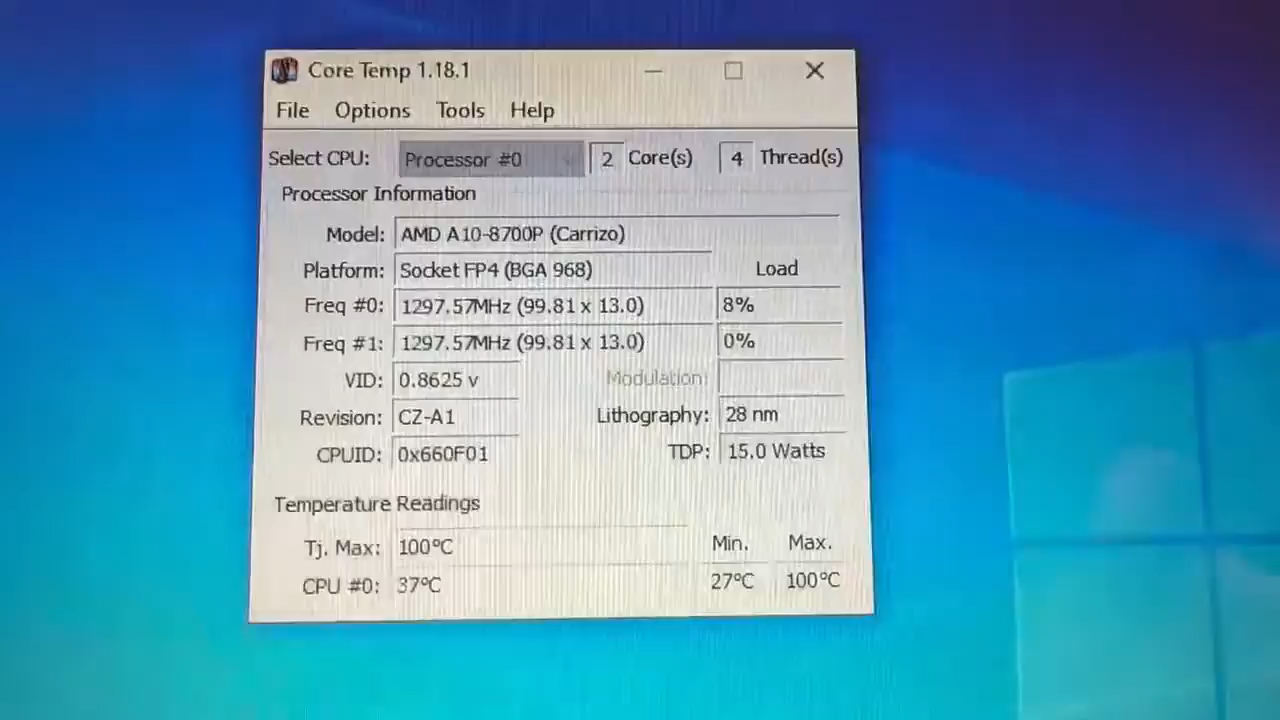 Core Temp 1.18.1
File Options Tools Help
Select CPU: Processor #0 2 Core(s) 4 Thread(s)
Processor Information
Model: AMD A10-8700P (Carrizo)
Platform: Socket FP4 (BGA 968) Load
Freq #0: 1297.57MHz (99.81 x 13.0) 8%
Freq #1: 1297.57MHz (99.81 x 13.0) 0%
VID: 0.8625 v Modulation:
Revision: CZ-A1 Lithography: 28 nm
CPUID: 0x660F01 TDP: 15.0 Watts
Temperature Readings
Tj. Max: 100°C Min. Max.
CPU #0: 37°C 27°C 100°C